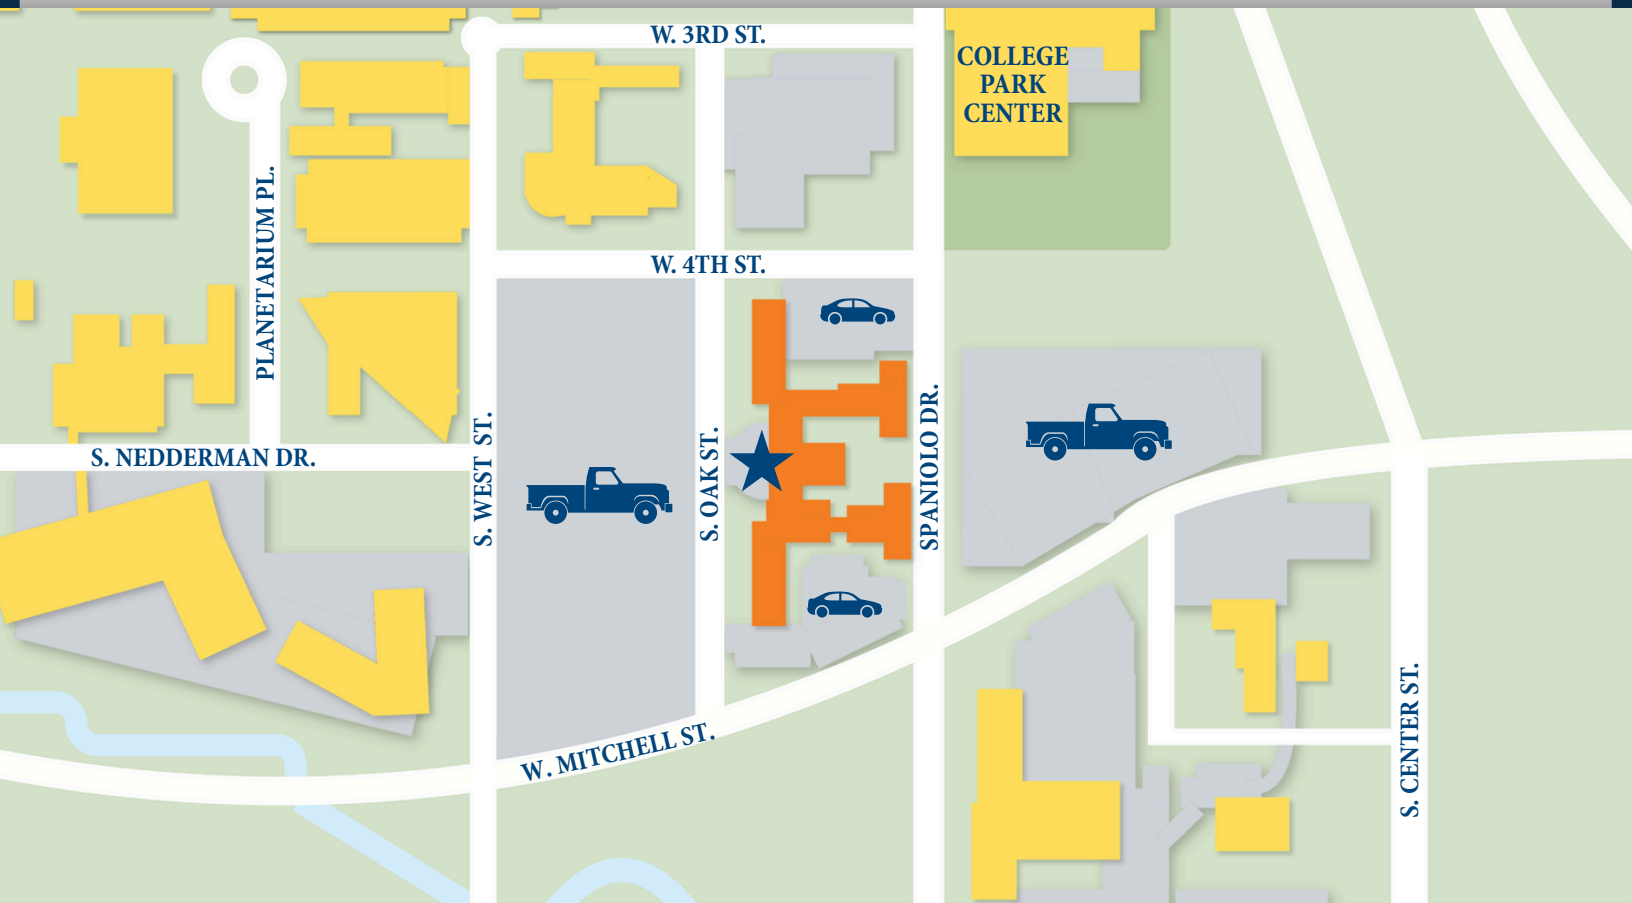 W. 3RD ST.
COLLEGE
PARK
CENTER
PLANETARIUM PL.
W. 4TH ST.
S. NEDDERMAN DR.
S. WEST ST.
S. OAK ST.
SPANIOLO DR.
W. MITCHELL ST.
S. CENTER ST.